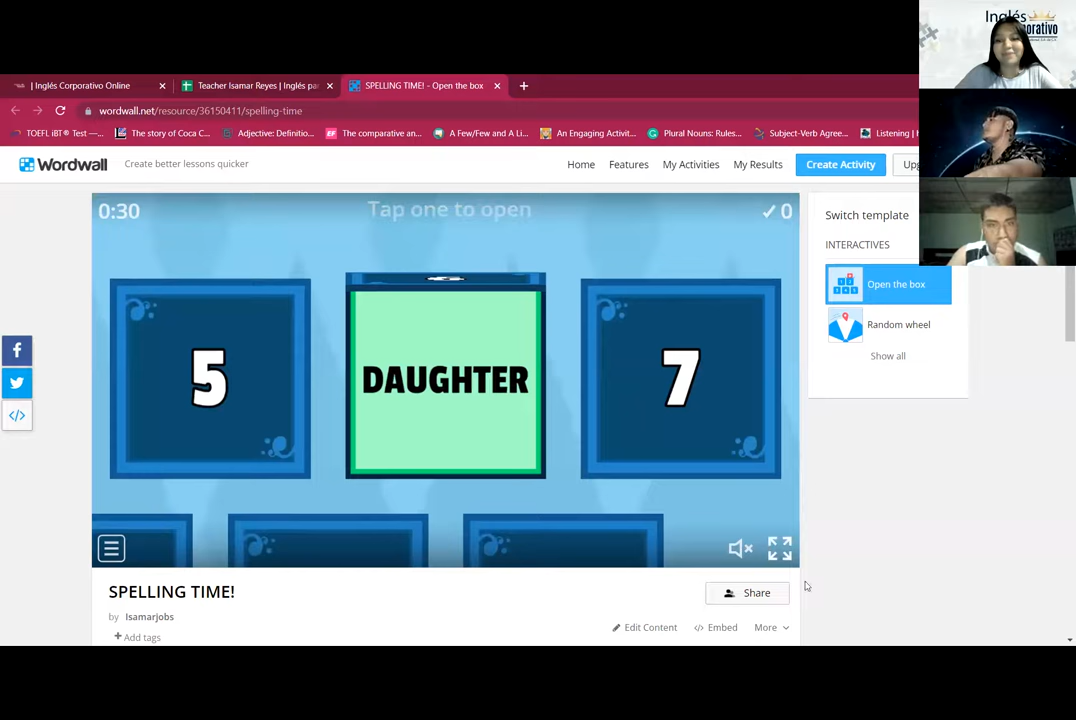 Inglés
orativo
| Inglés Corporativo Online
Teacher Isamar Reyes | Inglés pa
SPELLING TIME! - Open the box
wordwall.net/resource/36150411/spelling-time
TOEFL iBT® Test —...
The story of Coca C...
Adjective: Definitio...
The comparative an...
A Few/Few and A Li...
An Engaging Activit...
Plural Nouns: Rules...
Subject-Verb Agree...
Listening |
Wordwall
Create better lessons quicker
Home
Features
My Activities
My Results
Create Activity
Upg
0:30
Tap one to open
✓ 0
5
DAUGHTER
7
Switch template
INTERACTIVES
Open the box
Random wheel
Show all
SPELLING TIME!
Share
by Isamarjobs
Edit Content
</> Embed
More
+ Add tags